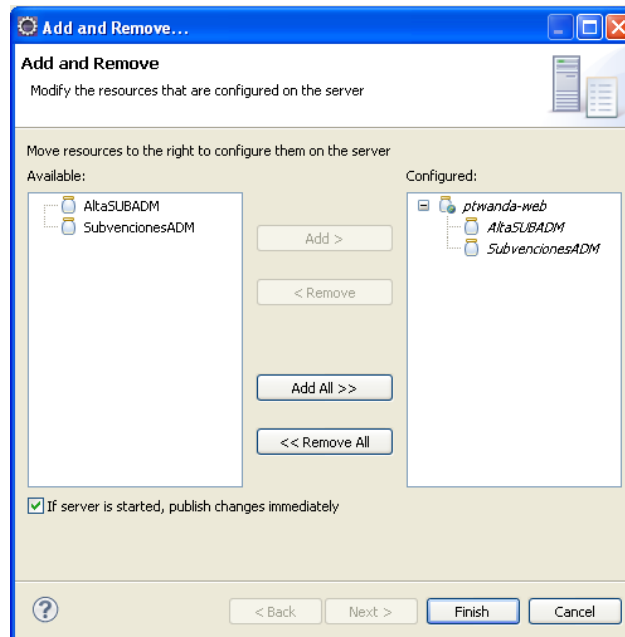 Add and Remove...
Add and Remove
Modify the resources that are configured on the server
Move resources to the right to configure them on the server
Available:
AltaSUBADM
SubvencionesADM
Add >
< Remove
Add All >>
<< Remove All
Configured:
ptwanda-web
AltaSUBADM
SubvencionesADM
If server is started, publish changes immediately
?
< Back
Next >
Finish
Cancel